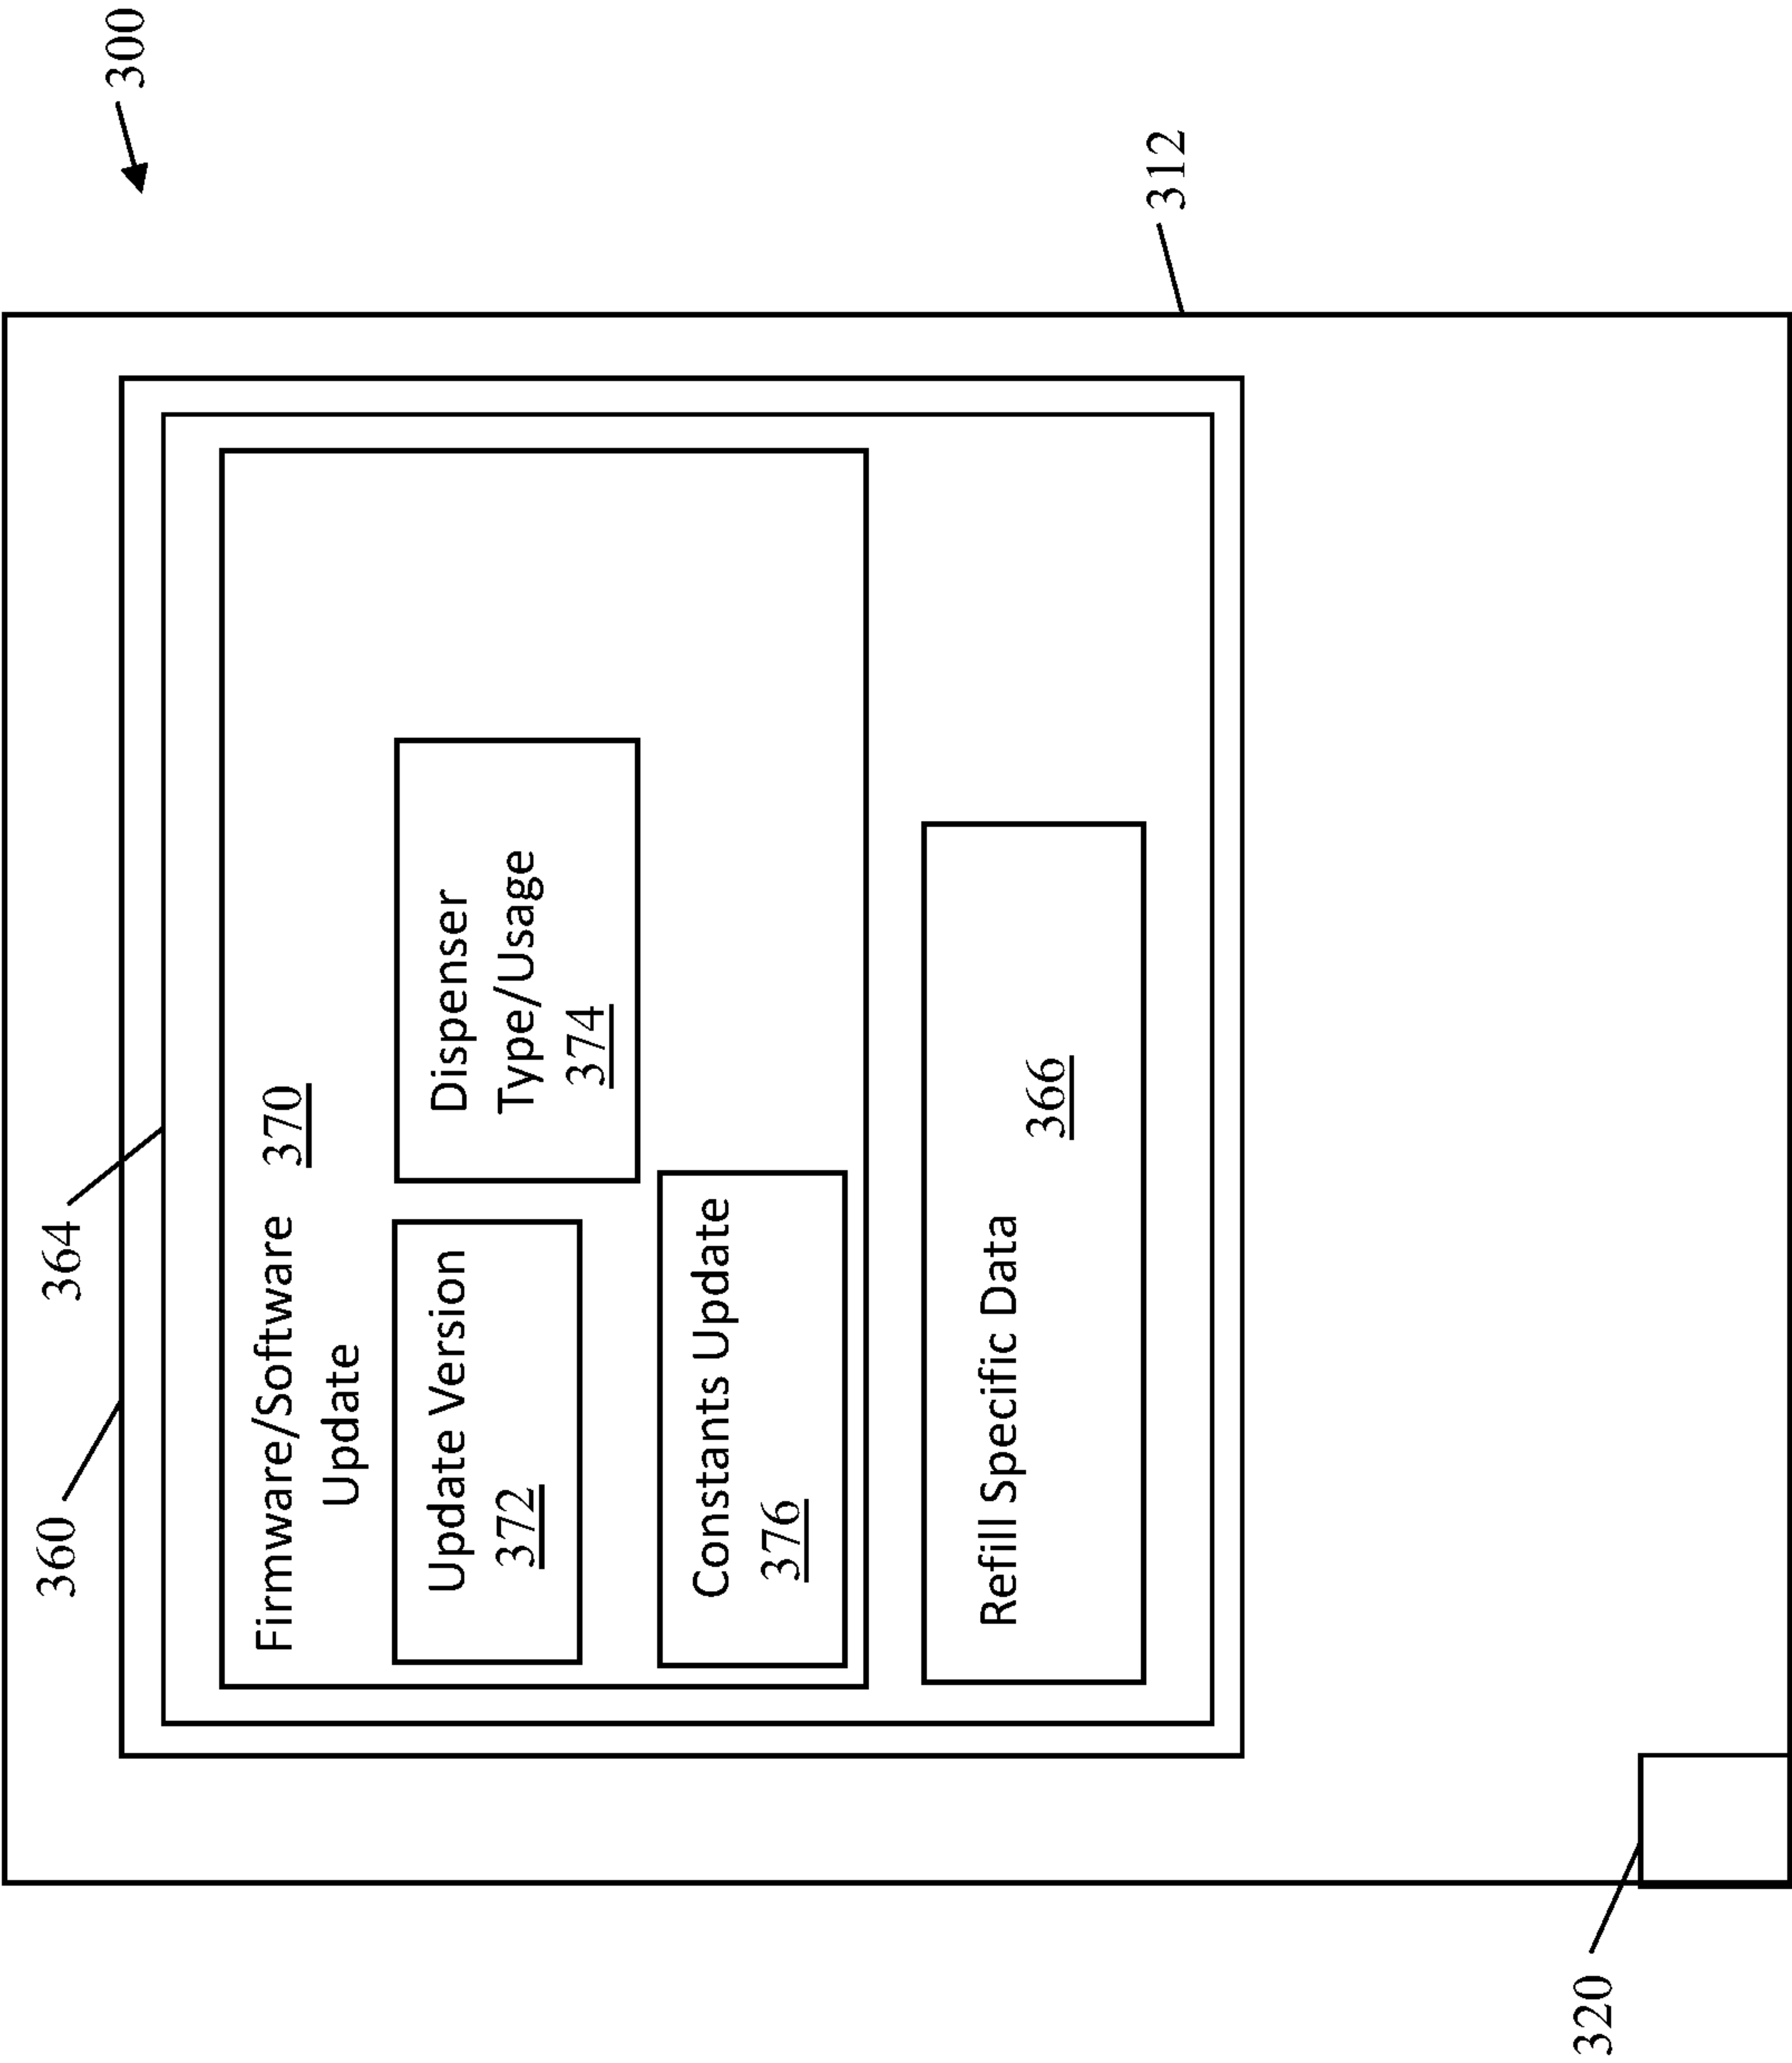 360
364
300
Firmware/Software 370
Update
Update Version
372
Dispenser
Type/Usage
374
Constants Update
376
Refill Specific Data
366
312
320